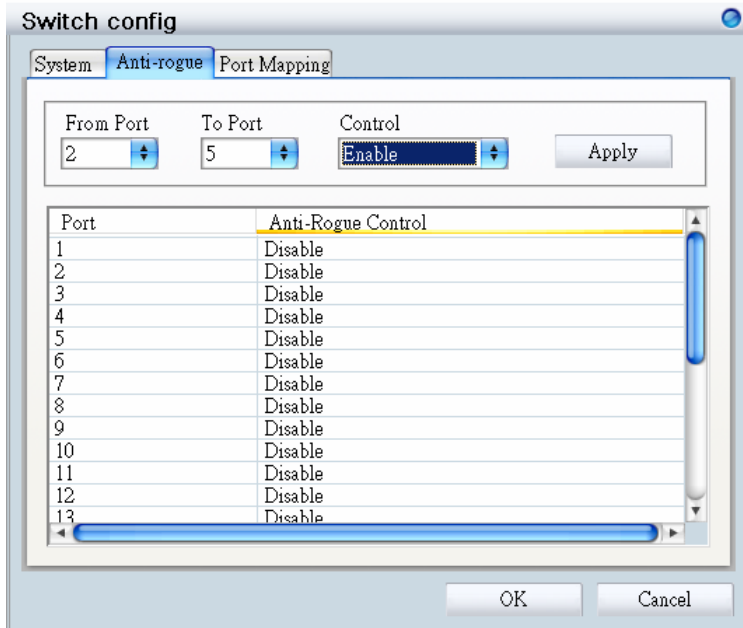 Switch config
System Anti-rogue Port Mapping
From Port To Port Control
2 5 Enable Apply
Port Anti-Rogue Control
1 Disable
2 Disable
3 Disable
4 Disable
5 Disable
6 Disable
7 Disable
8 Disable
9 Disable
10 Disable
11 Disable
12 Disable
13 Disable
OK Cancel